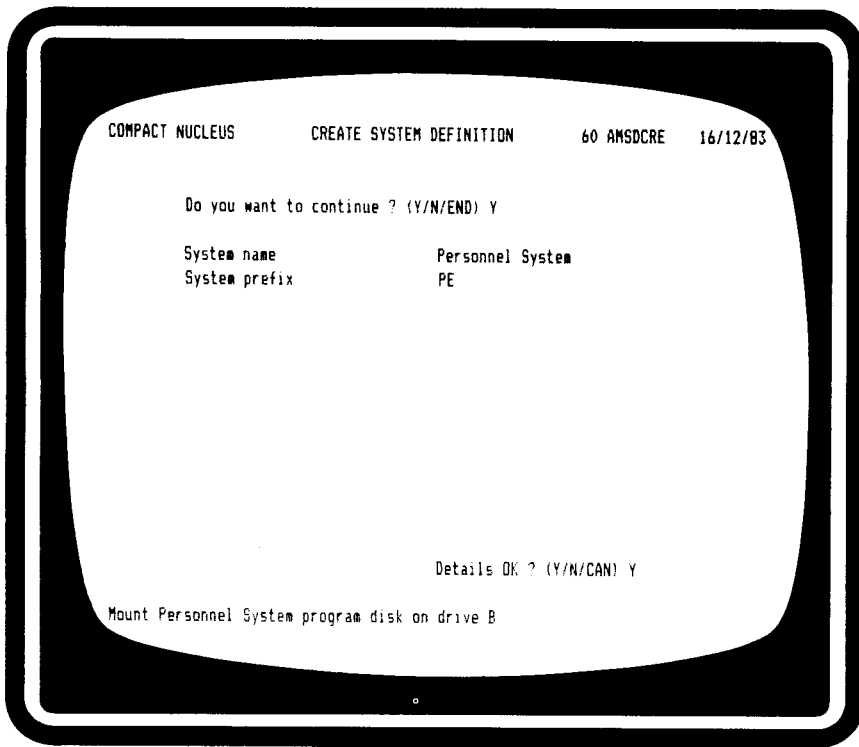 COMPACT NUCLEUS CREATE SYSTEM DEFINITION 60 AMSDCRE 16/12/83
Do you want to continue ? (Y/N/END) Y
System name Personnel System
System prefix PE
Details OK ? (Y/N/CAN) Y
Mount Personnel System program disk on drive B